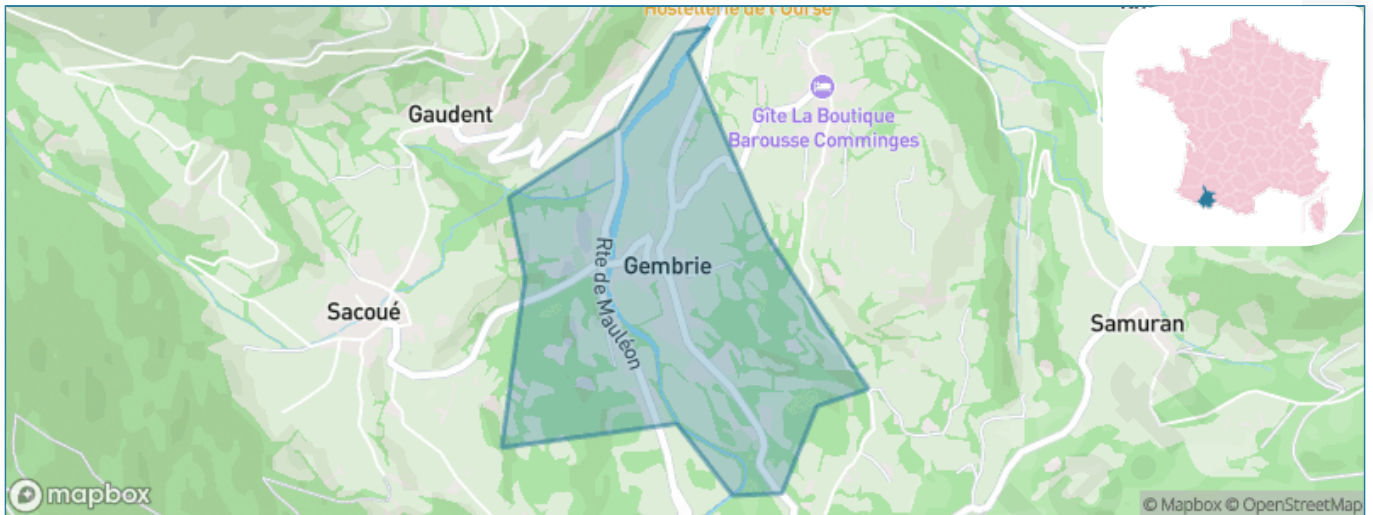 Hostellerie de l'Ourse
Gaudent
Gîte La Boutique
Barousse Comminges
Rte de Mauléon
Gembrie
Sacoué
Samuran
mapbox
© Mapbox © OpenStreetMap